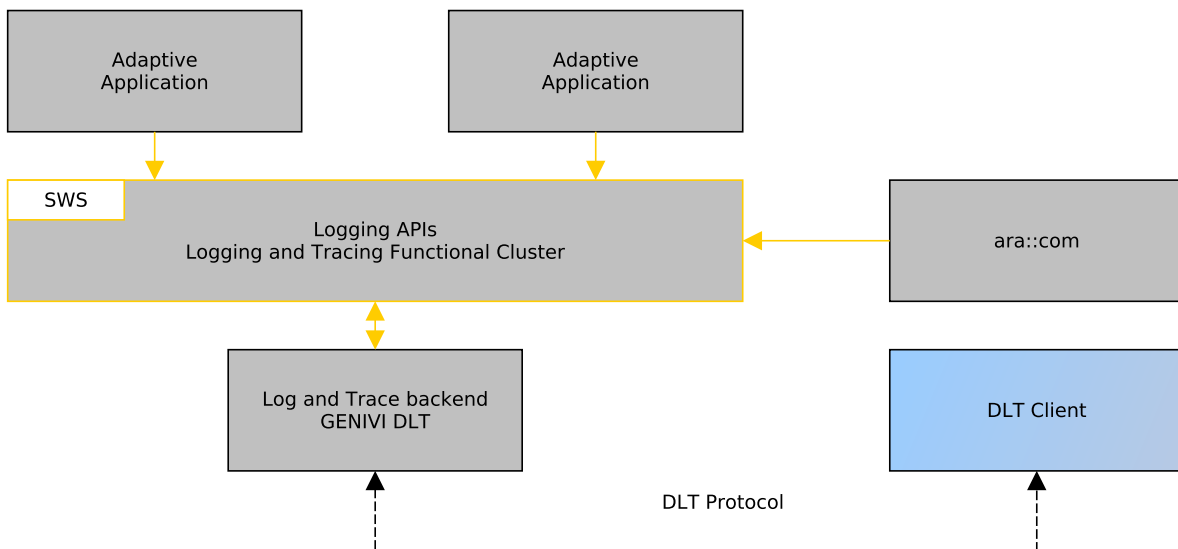 Adaptive
Application
Adaptive
Application
SWS
Logging APIs
Logging and Tracing Functional Cluster
ara::com
Log and Trace backend
GENIVI DLT
DLT Client
DLT Protocol